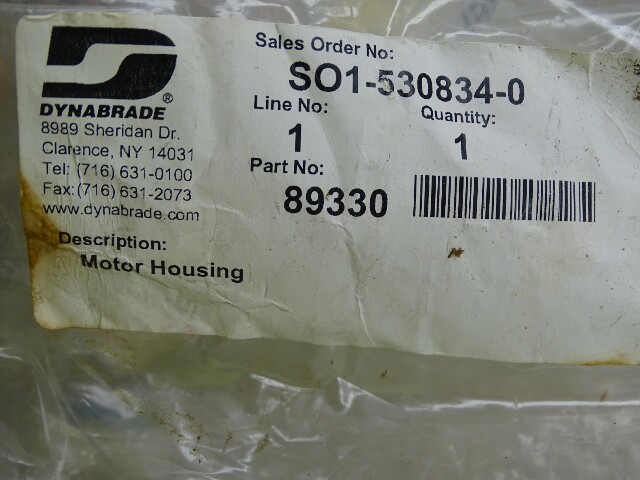 DYNABRADE®
8989 Sheridan Dr.
Clarence, NY 14031
Tel: (716) 631-0100
Fax:(716) 631-2073
www.dynabrade.com
Sales Order No:
SO1-530834-0
Line No:
Quantity:
1
1
Part No:
89330
Description:
Motor Housing